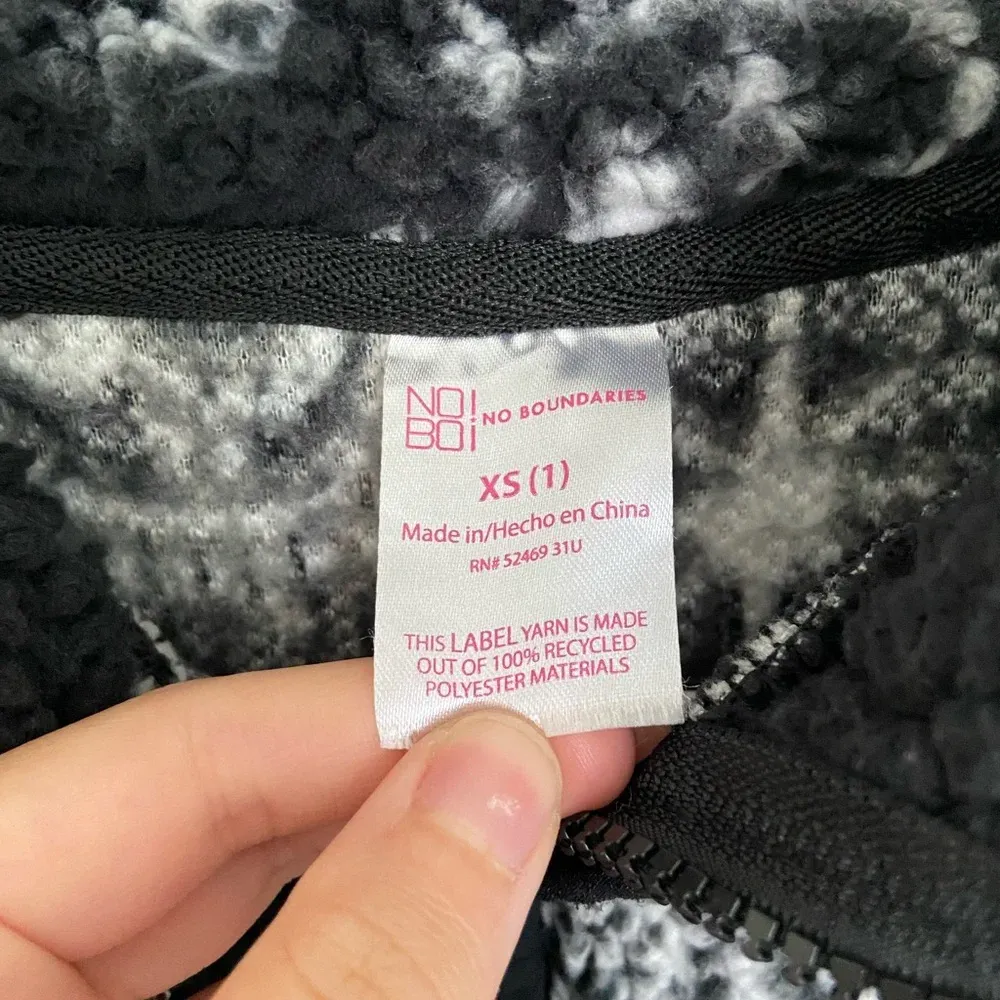 NO!
BOi
NO BOUNDARIES
XS (1)
Made in/Hecho en China
RN# 52469 31U
THIS LABEL YARN IS MADE
OUT OF 100% RECYCLED
POLYESTER MATERIALS